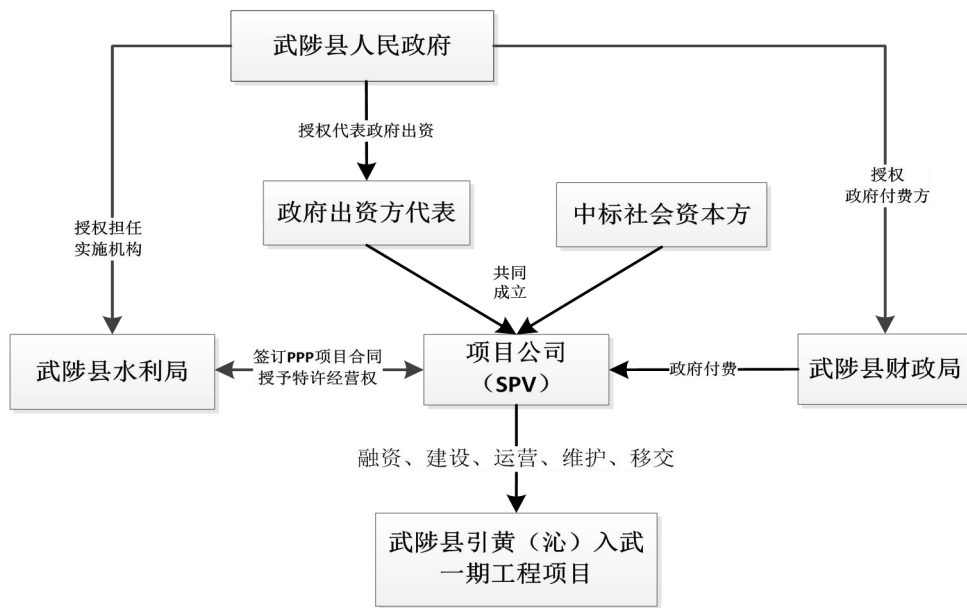 武陟县人民政府
授权代表政府出资
授权
政府付费方
政府出资方代表
中标社会资本方
授权担任
实施机构
共同
成立
武陟县水利局
签订PPP项目合同
授予特许经营权
项目公司
（SPV）
政府付费
武陟县财政局
融资、建设、运营、维护、移交
武陟县引黄（沁）入武
一期工程项目